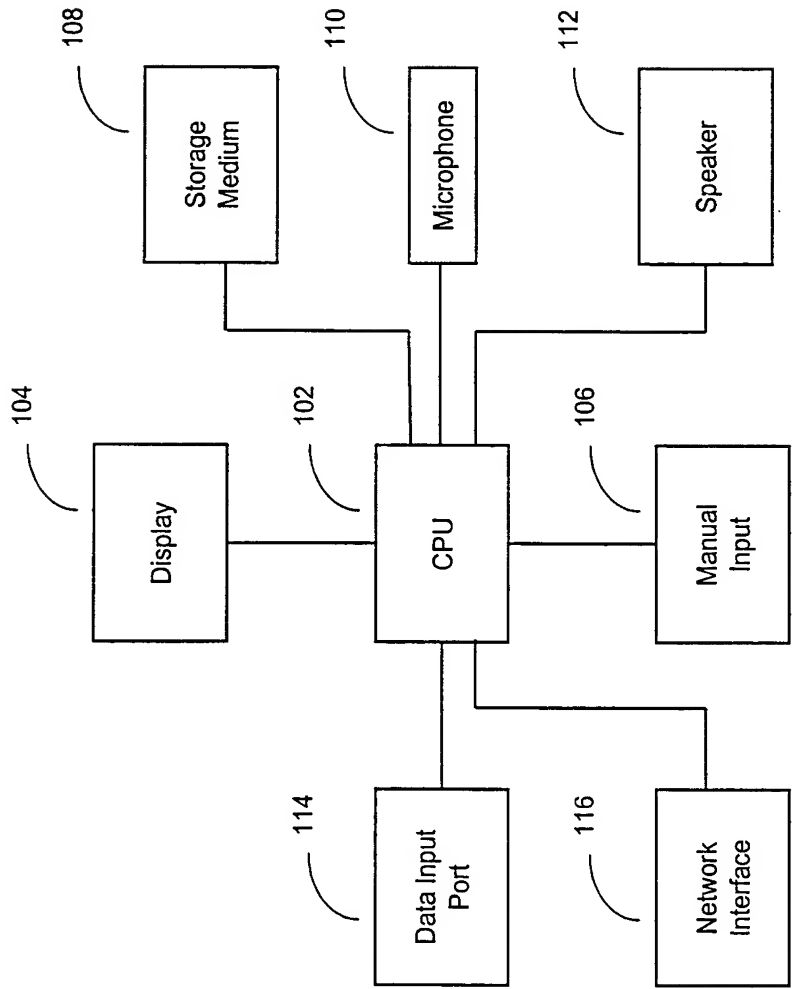 108
Storage
Medium
110
Microphone
112
Speaker
104
Display
102
CPU
106
Manual
Input
114
Data Input
Port
116
Network
Interface